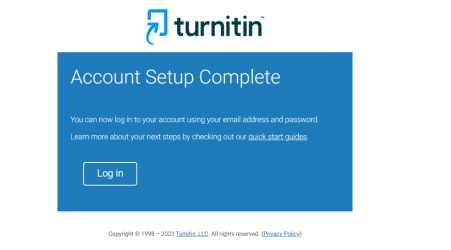 turnitin
Account Setup Complete
You can now log in to your account using your email address and password.
Learn more about your next steps by checking out our quick start guides.
Log in
Copyright © 1998 – 2023 Turnitin, LLC. All rights reserved. (Privacy Policy)